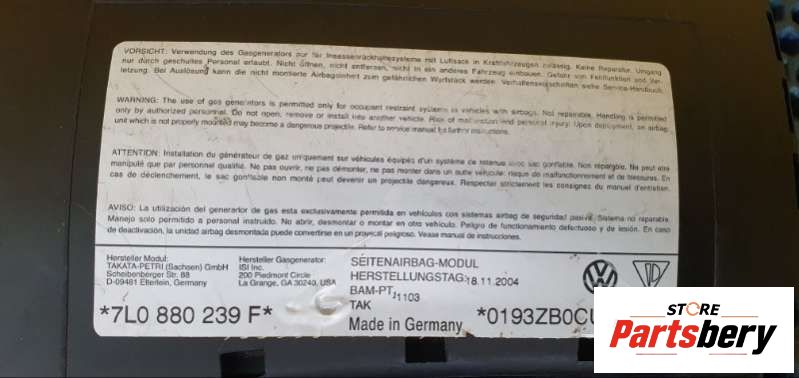 VORSICHT: Verwendung des Gasgenerators nur für Insassenrückhaltesysteme mit Luftsack in Kraftfahrzeugen zulässig. Keine Reparatur. Umgang
nur durch geschultes Personal erlaubt. Nicht öffnen, nicht entfernen, nicht in ein anderes Fahrzeug einbauen. Gefahr von Fehlfunktion und Ver-
letzung. Bei Auslösung kann die nicht montierte Airbageinheit zum gefährlichen Wurfstück werden. Verhaltensvorschriften siehe Service-Handbuch.
WARNING: The use of gas generators is permitted only for occupant restraint systems in vehicles with airbags. Not reparable. Handling is permitted
only by authorized personnel. Do not open, remove or install into another vehicle. Risk of malfunction and personal injury. Upon deployment, an airbag
unit which is not properly mounted may become a dangerous projectile. Refer to service manual for further instructions.
ATTENTION: Installation du générateur de gaz uniquement sur véhicules équipés d'un système de retenue avec sac gonflable. Non reparable. Ne peut être
manipulé que par personnel qualifié. Ne pas ouvrir, ne pas démonter, ne pas monter dans un autre véhicule: risque de malfonctionnement et de blessures. En
cas de déclenchement, le sac gonflable non monté peut devenir un projectile dangereux. Respecter strictement les consignes du manuel d'entretien.
AVISO: La utilización del generador de gas esta exclusivamente permitida en vehículos con sistemas airbag de seguridad pasiva. Sistema no reparable.
Manejo solo permitido a personal instruido. No abrir, desmontar o montar en otro vehículo. Peligro de funcionamiento defectuoso y de lesión. En caso
de deactivación, la unidad airbag desmontada puede convertirse en un proyectil peligroso. Vease manual de instrucciones.
Hersteller Modul: Hersteller Gasgenerator: SEITENAIRBAG-MODUL
TAKATA-PETRI (Sachsen) GmbH ISI Inc. HERSTELLUNGSTAG: 18.11.2004
Scheibenberger Str. 88 200 Piedmont Circle BAM-PT, 1103
D-09481 Elterlein, Germany La Grange, GA 30240, USA TAK
*7L0 880 239 F* Made in Germany *0193ZB0CU
STORE
Partsbery